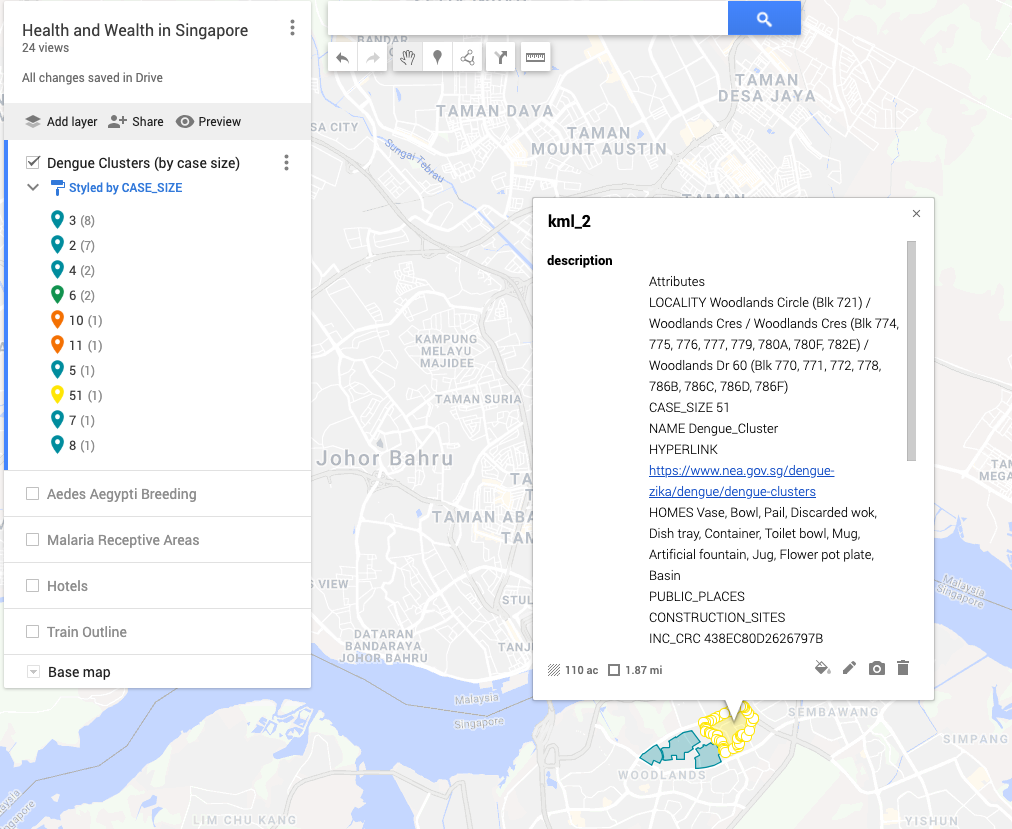 Health and Wealth in Singapore
24 views
All changes saved in Drive
Add layer Share Preview
Dengue Clusters (by case size)
Styled by CASE_SIZE
3 (8)
2 (7)
4 (2)
6 (2)
10 (1)
11 (1)
5 (1)
51 (1)
7 (1)
8 (1)
Aedes Aegypti Breeding
Malaria Receptive Areas
Hotels
Train Outline
Base map
kml_2
description
Attributes
LOCALITY Woodlands Circle (Blk 721) /
Woodlands Cres / Woodlands Cres (Blk 774,
775, 776, 777, 779, 780A, 780F, 782E) /
Woodlands Dr 60 (Blk 770, 771, 772, 778,
786B, 786C, 786D, 786F)
CASE_SIZE 51
NAME Dengue_Cluster
HYPERLINK
https://www.nea.gov.sg/dengue-
zika/dengue/dengue-clusters
HOMES Vase, Bowl, Pail, Discarded wok,
Dish tray, Container, Toilet bowl, Mug,
Artificial fountain, Jug, Flower pot plate,
Basin
PUBLIC_PLACES
CONSTRUCTION_SITES
INC_CRC 438EC80D2626797B
110 ac 1.87 mi
BANDAR
TAMAN DAYA
TAMAN
DESA JAYA
SA CITY
TAMAN
MOUNT AUSTIN
Sungai Tebrau
KAMPUNG
MELAYU
MAJIDEE
TAMAN SURIA
Johor Bahru
TAMAN ABA
TAMAN
S VIEW
STUL
DATARAN
BANDARAYA
JOHOR BAHRU
TANJ
TAM
MEGA
Malaysia
Singapore
Malaysia
Singapore
SEMBAWANG
SIMPANG
WOODLANDS
Malaysia
Singapore
LIM CHU KANG
YISHUN